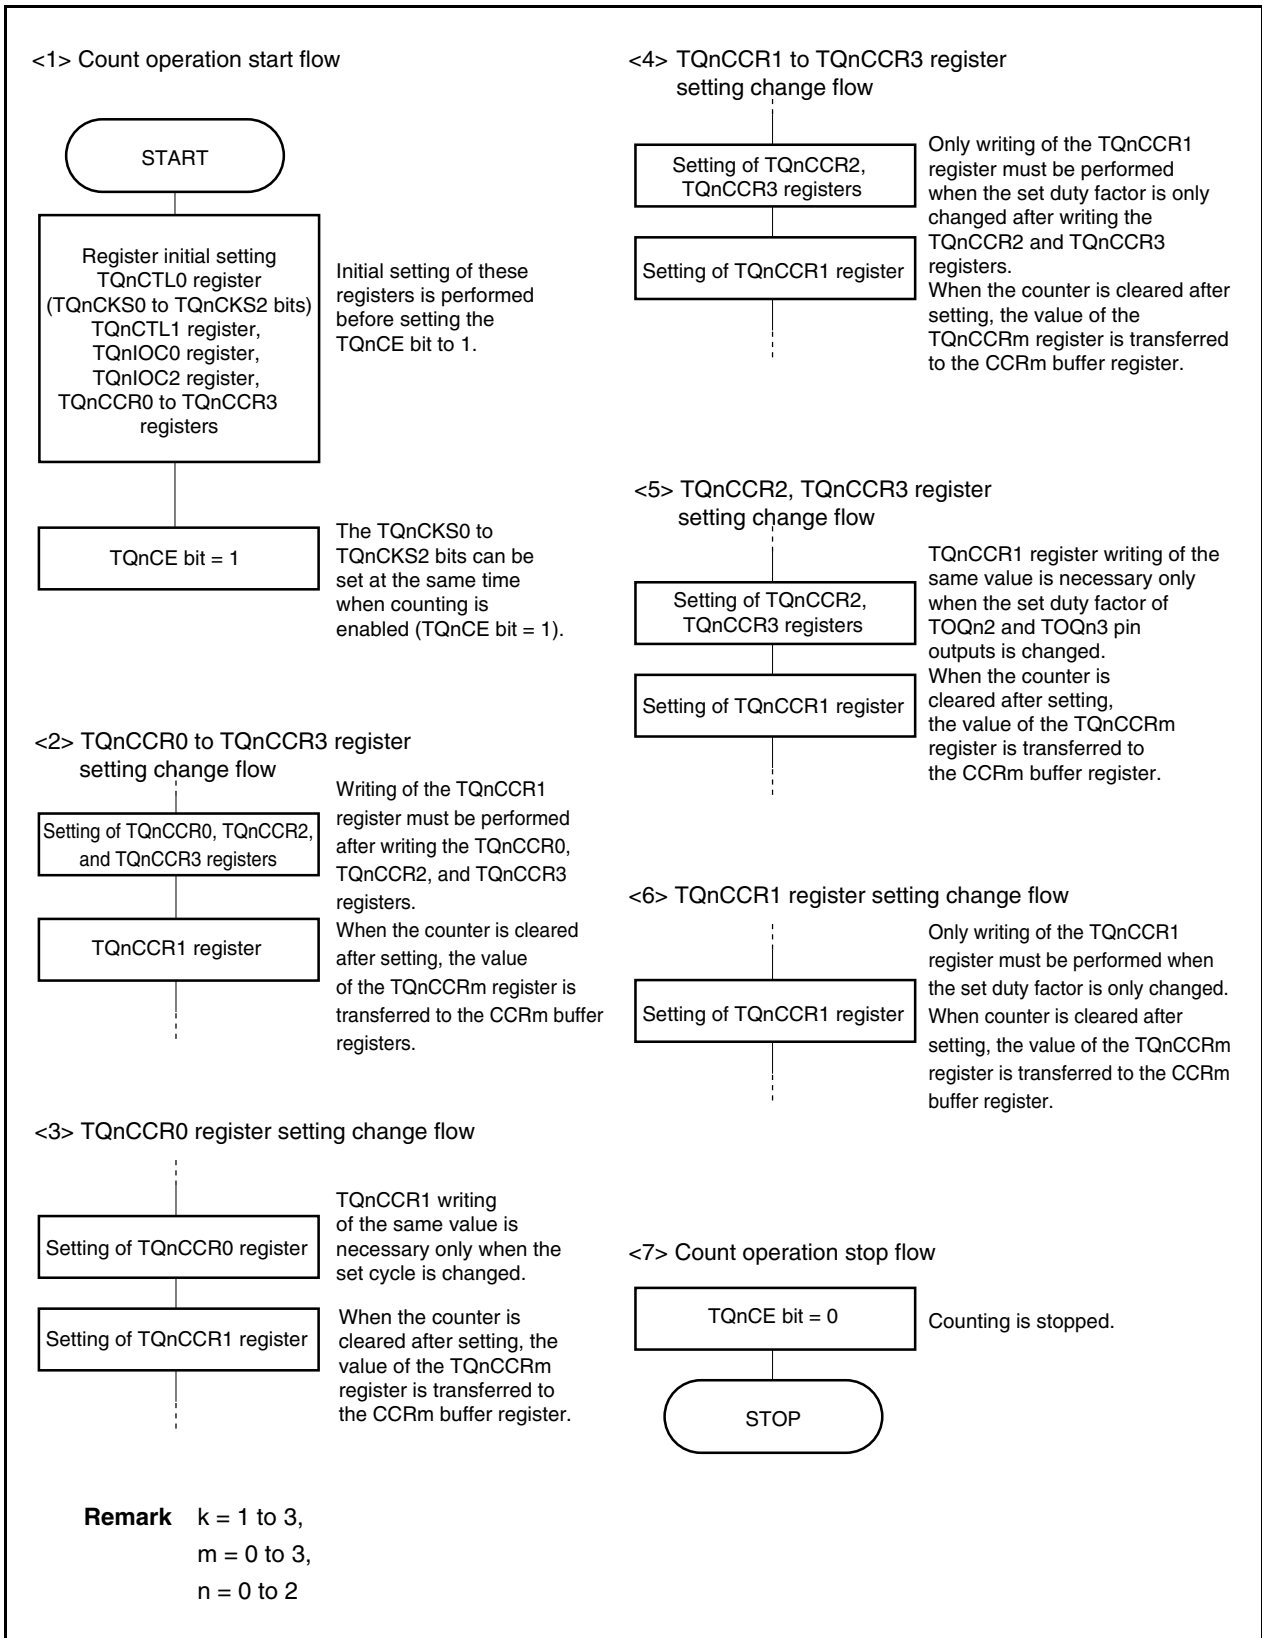 <1> Count operation start flow
START
Register initial setting
TQnCTL0 register
(TQnCKS0 to TQnCKS2 bits)
TQnCTL1 register,
TQnIOC0 register,
TQnIOC2 register,
TQnCCR0 to TQnCCR3
registers
Initial setting of these
registers is performed
before setting the
TQnCE bit to 1.
TQnCE bit = 1
The TQnCKS0 to
TQnCKS2 bits can be
set at the same time
when counting is
enabled (TQnCE bit = 1).
<2> TQnCCR0 to TQnCCR3 register
setting change flow
Setting of TQnCCR0, TQnCCR2,
and TQnCCR3 registers
TQnCCR1 register
Writing of the TQnCCR1
register must be performed
after writing the TQnCCR0,
TQnCCR2, and TQnCCR3
registers.
When the counter is cleared
after setting, the value
of the TQnCCRm register is
transferred to the CCRm buffer
registers.
<3> TQnCCR0 register setting change flow
Setting of TQnCCR0 register
TQnCCR1 writing
of the same value is
necessary only when the
set cycle is changed.
Setting of TQnCCR1 register
When the counter is
cleared after setting, the
value of the TQnCCRm
register is transferred to
the CCRm buffer register.
<4> TQnCCR1 to TQnCCR3 register
setting change flow
Setting of TQnCCR2,
TQnCCR3 registers
Setting of TQnCCR1 register
Only writing of the TQnCCR1
register must be performed
when the set duty factor is only
changed after writing the
TQnCCR2 and TQnCCR3
registers.
When the counter is cleared after
setting, the value of the
TQnCCRm register is transferred
to the CCRm buffer register.
<5> TQnCCR2, TQnCCR3 register
setting change flow
Setting of TQnCCR2,
TQnCCR3 registers
Setting of TQnCCR1 register
TQnCCR1 register writing of the
same value is necessary only
when the set duty factor of
TOQn2 and TOQn3 pin
outputs is changed.
When the counter is
cleared after setting,
the value of the TQnCCRm
register is transferred to
the CCRm buffer register.
<6> TQnCCR1 register setting change flow
Setting of TQnCCR1 register
Only writing of the TQnCCR1
register must be performed when
the set duty factor is only changed.
When counter is cleared after
setting, the value of the TQnCCRm
register is transferred to the CCRm
buffer register.
<7> Count operation stop flow
TQnCE bit = 0
Counting is stopped.
STOP
Remark k = 1 to 3,
m = 0 to 3,
n = 0 to 2